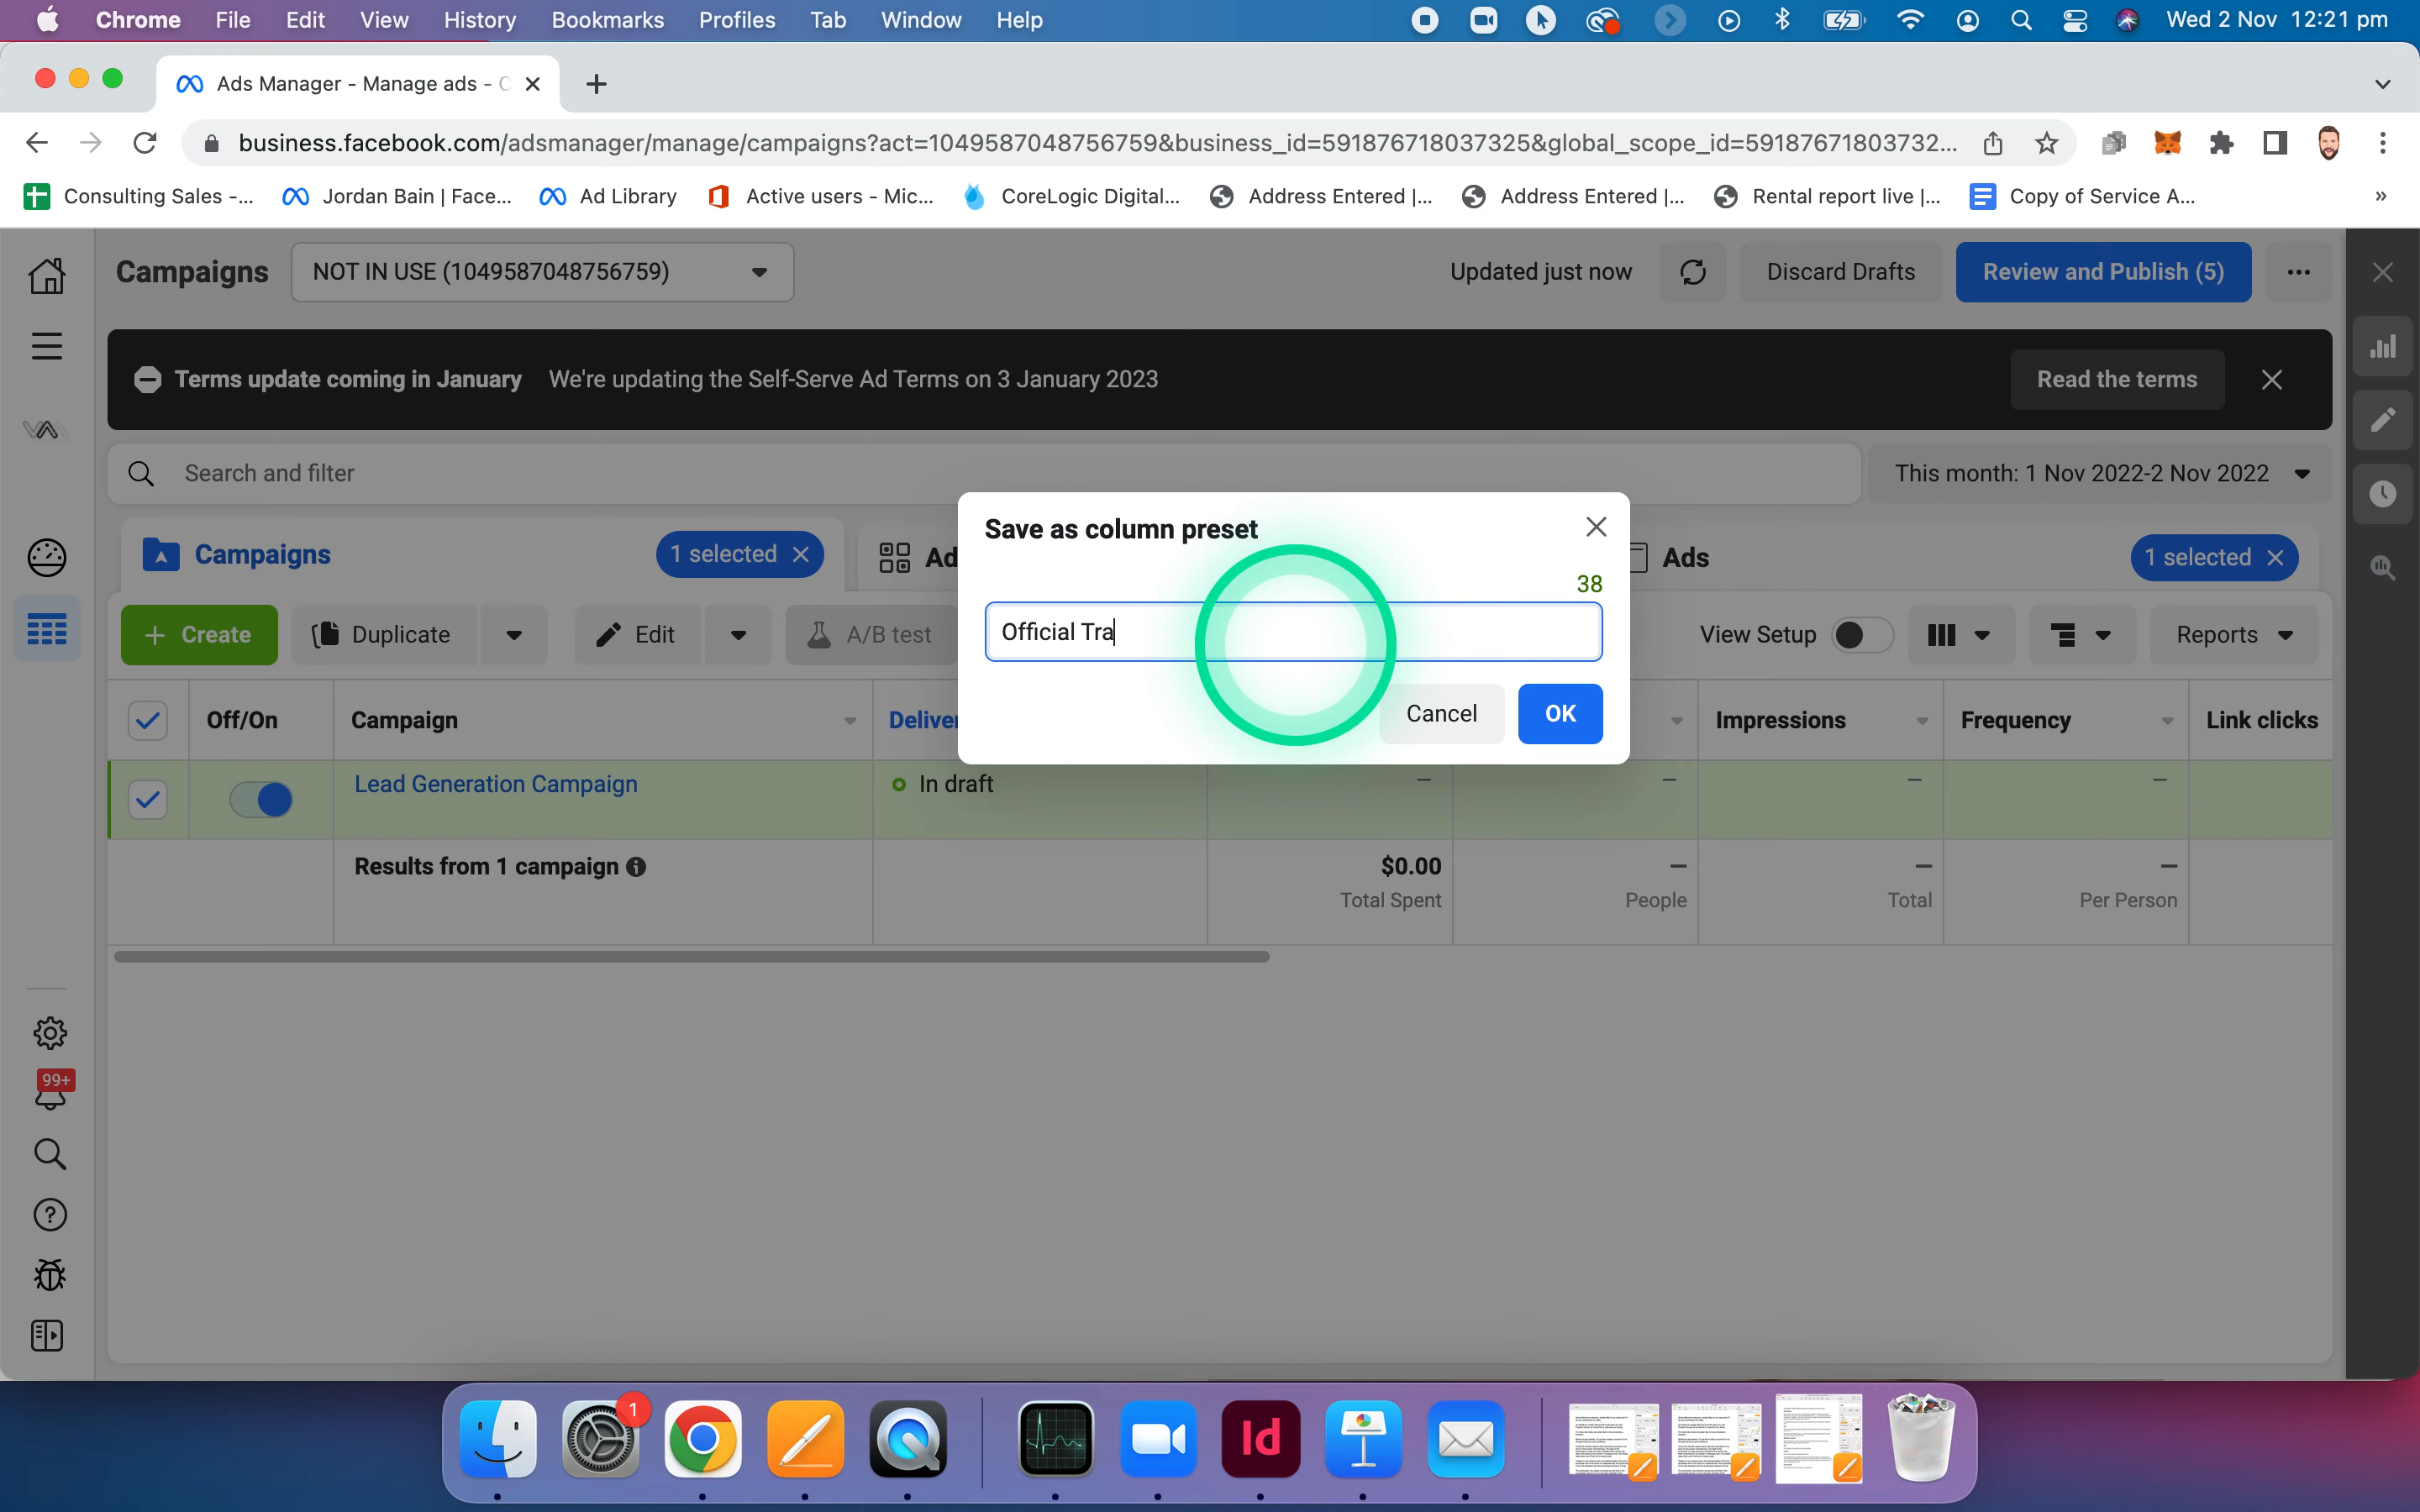 Chrome File Edit View History Bookmarks Profiles Tab Window Help Wed 2 Nov 12:21 pm
Ads Manager - Manage ads -
business.facebook.com/adsmanager/manage/campaigns?act=1049587048756759&business_id=591876718037325&global_scope_id=59187671803732...
Consulting Sales -... Jordan Bain | Face... Ad Library Active users - Mic... CoreLogic Digital... Address Entered |... Address Entered |... Rental report live |... Copy of Service A... »
Campaigns NOT IN USE (1049587048756759) Updated just now Discard Drafts Review and Publish (5)
Terms update coming in January We're updating the Self-Serve Ad Terms on 3 January 2023 Read the terms
Search and filter This month: 1 Nov 2022-2 Nov 2022
Save as column preset
Campaigns 1 selected Ad Ads 1 selected
38
Official Tra
+ Create Duplicate Edit A/B test View Setup Reports
Cancel OK
Off/On Campaign Deliver Impressions Frequency Link clicks
Lead Generation Campaign In draft – – – –
Results from 1 campaign $0.00 – – –
Total Spent People Total Per Person
99+
1
Id